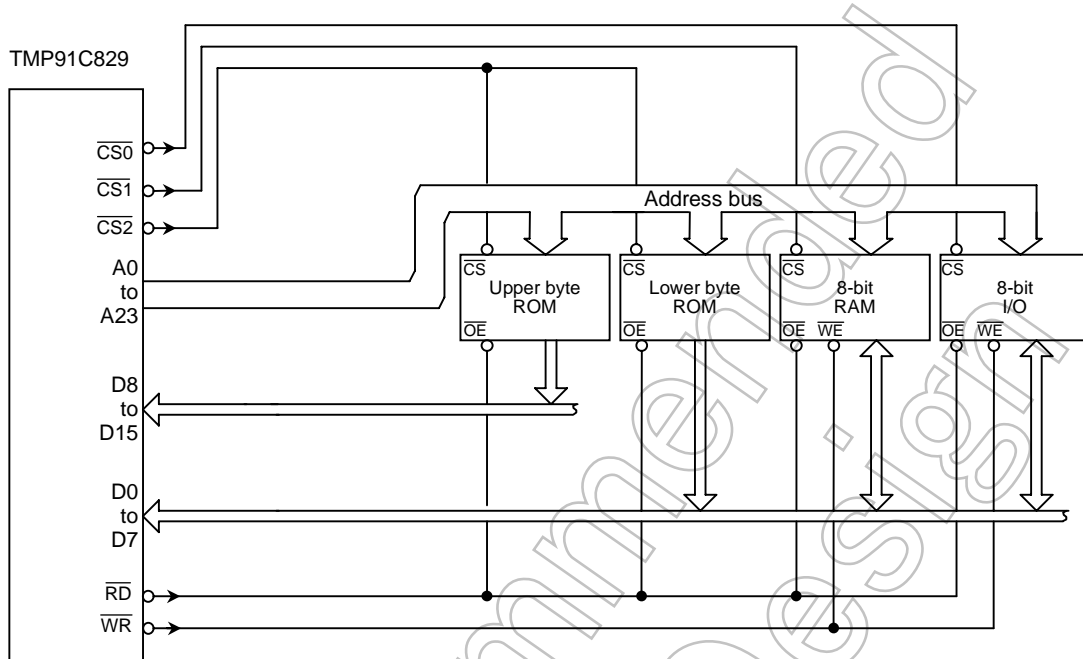 TMP91C829
CS0
CS1
CS2
A0
to
A23
D8
to
D15
D0
to
D7
RD
WR
Address bus
CS
Upper byte
ROM
OE
CS
Lower byte
ROM
OE
CS
8-bit
RAM
OE WE
CS
8-bit
I/O
OE WE
mmended
Design